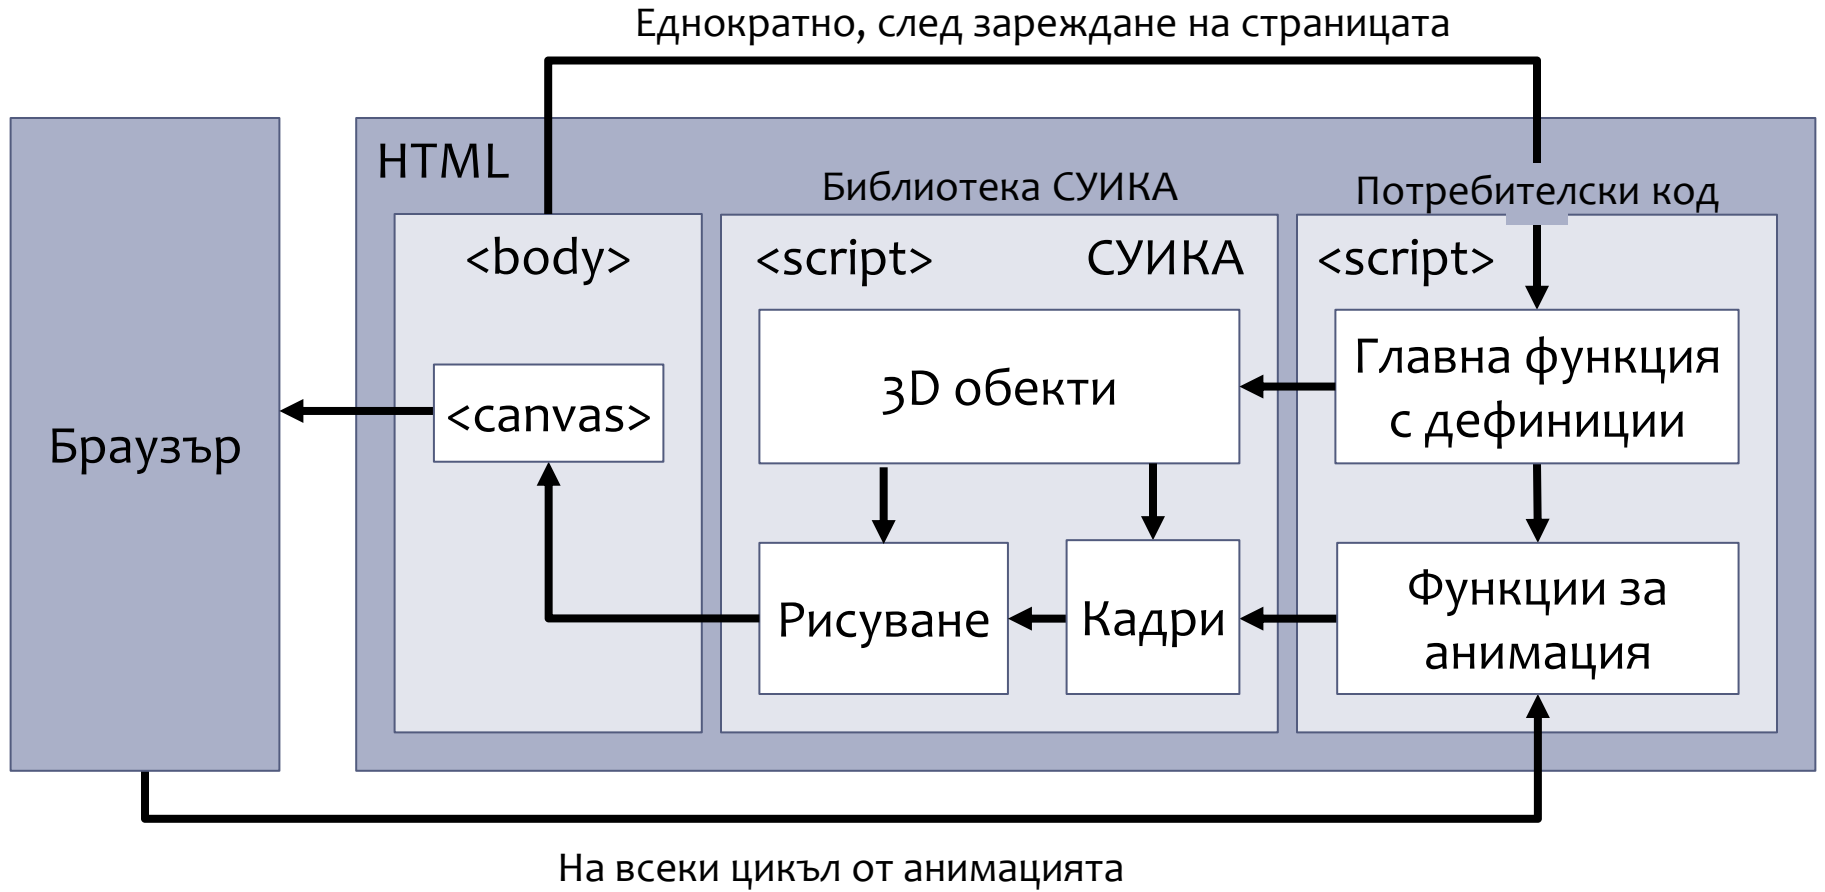 Еднократно, след зареждане на страницата
HTML
Библиотека СУИКА
Потребителски код
<body>
<script>
СУИКА
<script>
Браузър
<canvas>
3D обекти
Главна функция
с дефиниции
Рисуване
Кадри
Функции за
анимация
На всеки цикъл от анимацията